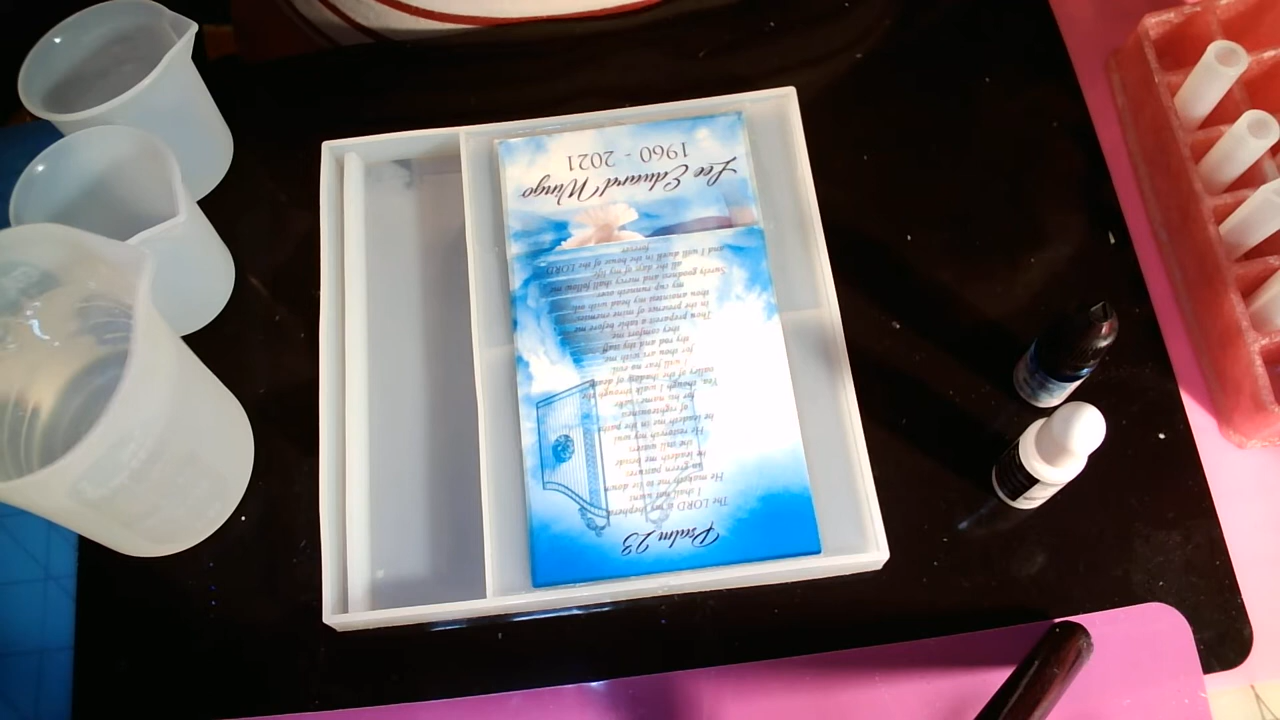 Psalm 23
The LORD is my shepherd
I shall not want
He maketh me to lie down
in green pastures
He leadeth me beside
the still waters
He restoreth my soul
he leadeth me in the paths
of righteousness
for his name sake
Yea, though I walk through the
valley of the shadow of death
I will fear no evil
for thou art with me
thy rod and thy staff
they comfort me
Thou preparest a table before me
in the presence of mine enemies
thou anointest my head with oil
my cup runneth over
Surely goodness and mercy shall follow me
all the days of my life
and I will dwell in the house of the LORD
forever
Lee Edward Wingo
1960 - 2021